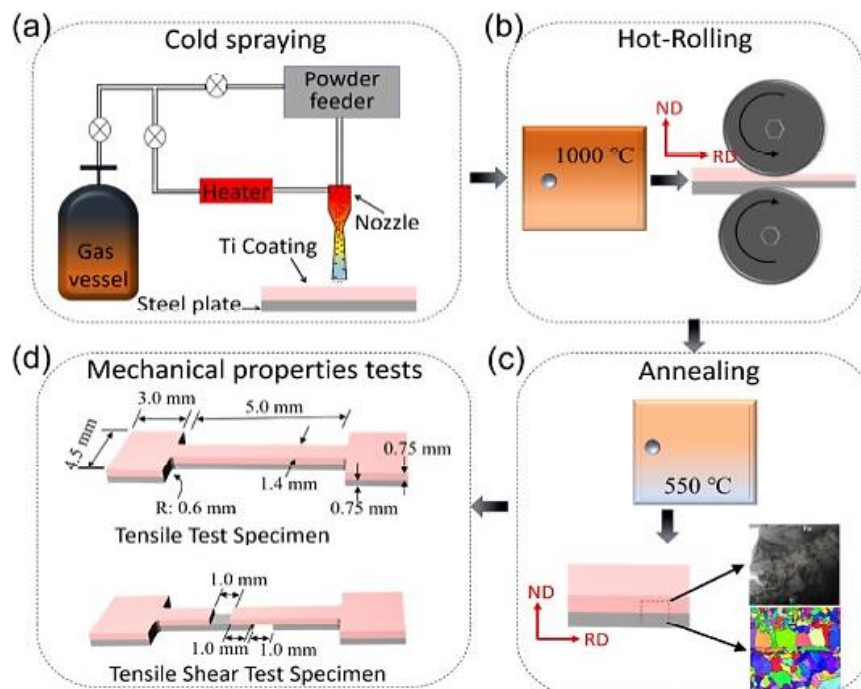 (a)
Cold spraying
Powder
feeder
Heater
Nozzle
Gas
vessel
Ti Coating
Steel plate
(b)
Hot-Rolling
1000 °C
ND
RD
(d)
Mechanical properties tests
3.0 mm
5.0 mm
4.5 mm
0.75 mm
1.4 mm
R: 0.6 mm
0.75 mm
Tensile Test Specimen
1.0 mm
1.0 mm
1.0 mm
Tensile Shear Test Specimen
(c)
Annealing
550 °C
ND
RD